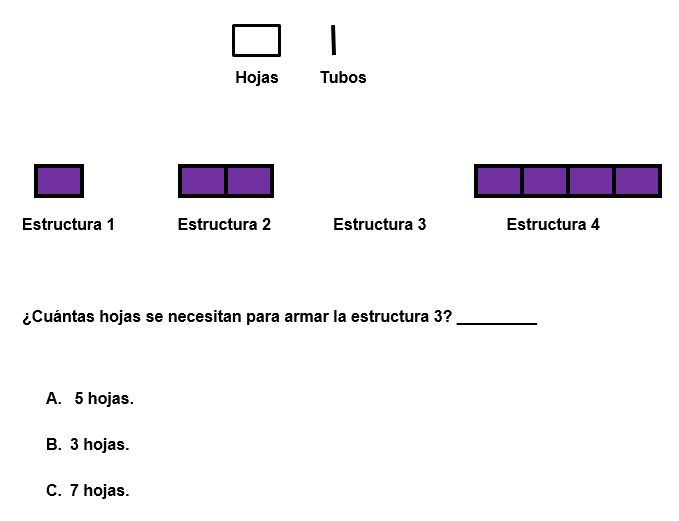 Hojas Tubos
Estructura 1 Estructura 2 Estructura 3 Estructura 4
¿Cuántas hojas se necesitan para armar la estructura 3? _________
A. 5 hojas.
B. 3 hojas.
C. 7 hojas.